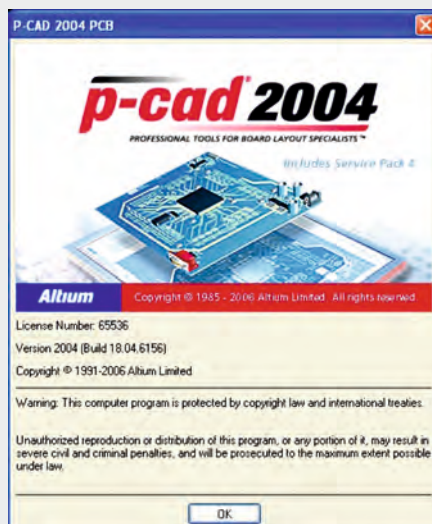 P-CAD 2004 PCB
p-cad® 2004
PROFESSIONAL TOOLS FOR BOARD LAYOUT SPECIALISTS™
Includes Service Pack 4
Altium
Copyright © 1985 - 2006 Altium Limited. All rights reserved.
License Number: 65536
Version 2004 (Build 18.04.6156)
Copyright © 1991-2006 Altium Limited
Warning: This computer program is protected by copyright law and international treaties.
Unauthorized reproduction or distribution of this program, or any portion of it, may result in
severe civil and criminal penalties, and will be prosecuted to the maximum extent possible
under law.
OK